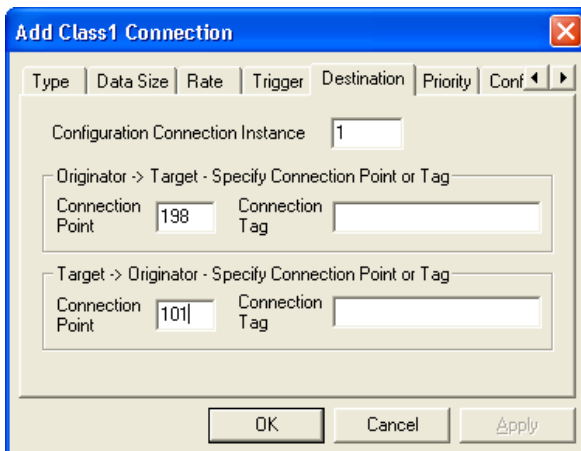 Add Class1 Connection
Type Data Size Rate Trigger Destination Priority Conf
Configuration Connection Instance 1
Originator -> Target - Specify Connection Point or Tag
Connection Point 198 Connection Tag
Target -> Originator - Specify Connection Point or Tag
Connection Point 101 Connection Tag
OK Cancel Apply